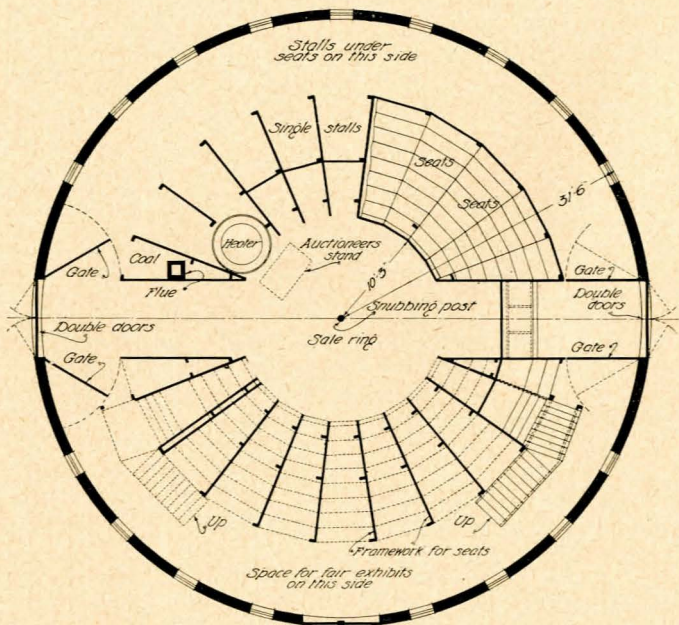 Stalls under
seats on this side
Single stalls
Seats
Seats
31'-6
Heater
Auctioneers
stand
10'-3
Gate
Coal
Flue
Gate
Double doors
Snubbing post
Double
doors
Sale ring
Gate
Gate
Up
Up
Framework for seats
Space for fair exhibits
on this side